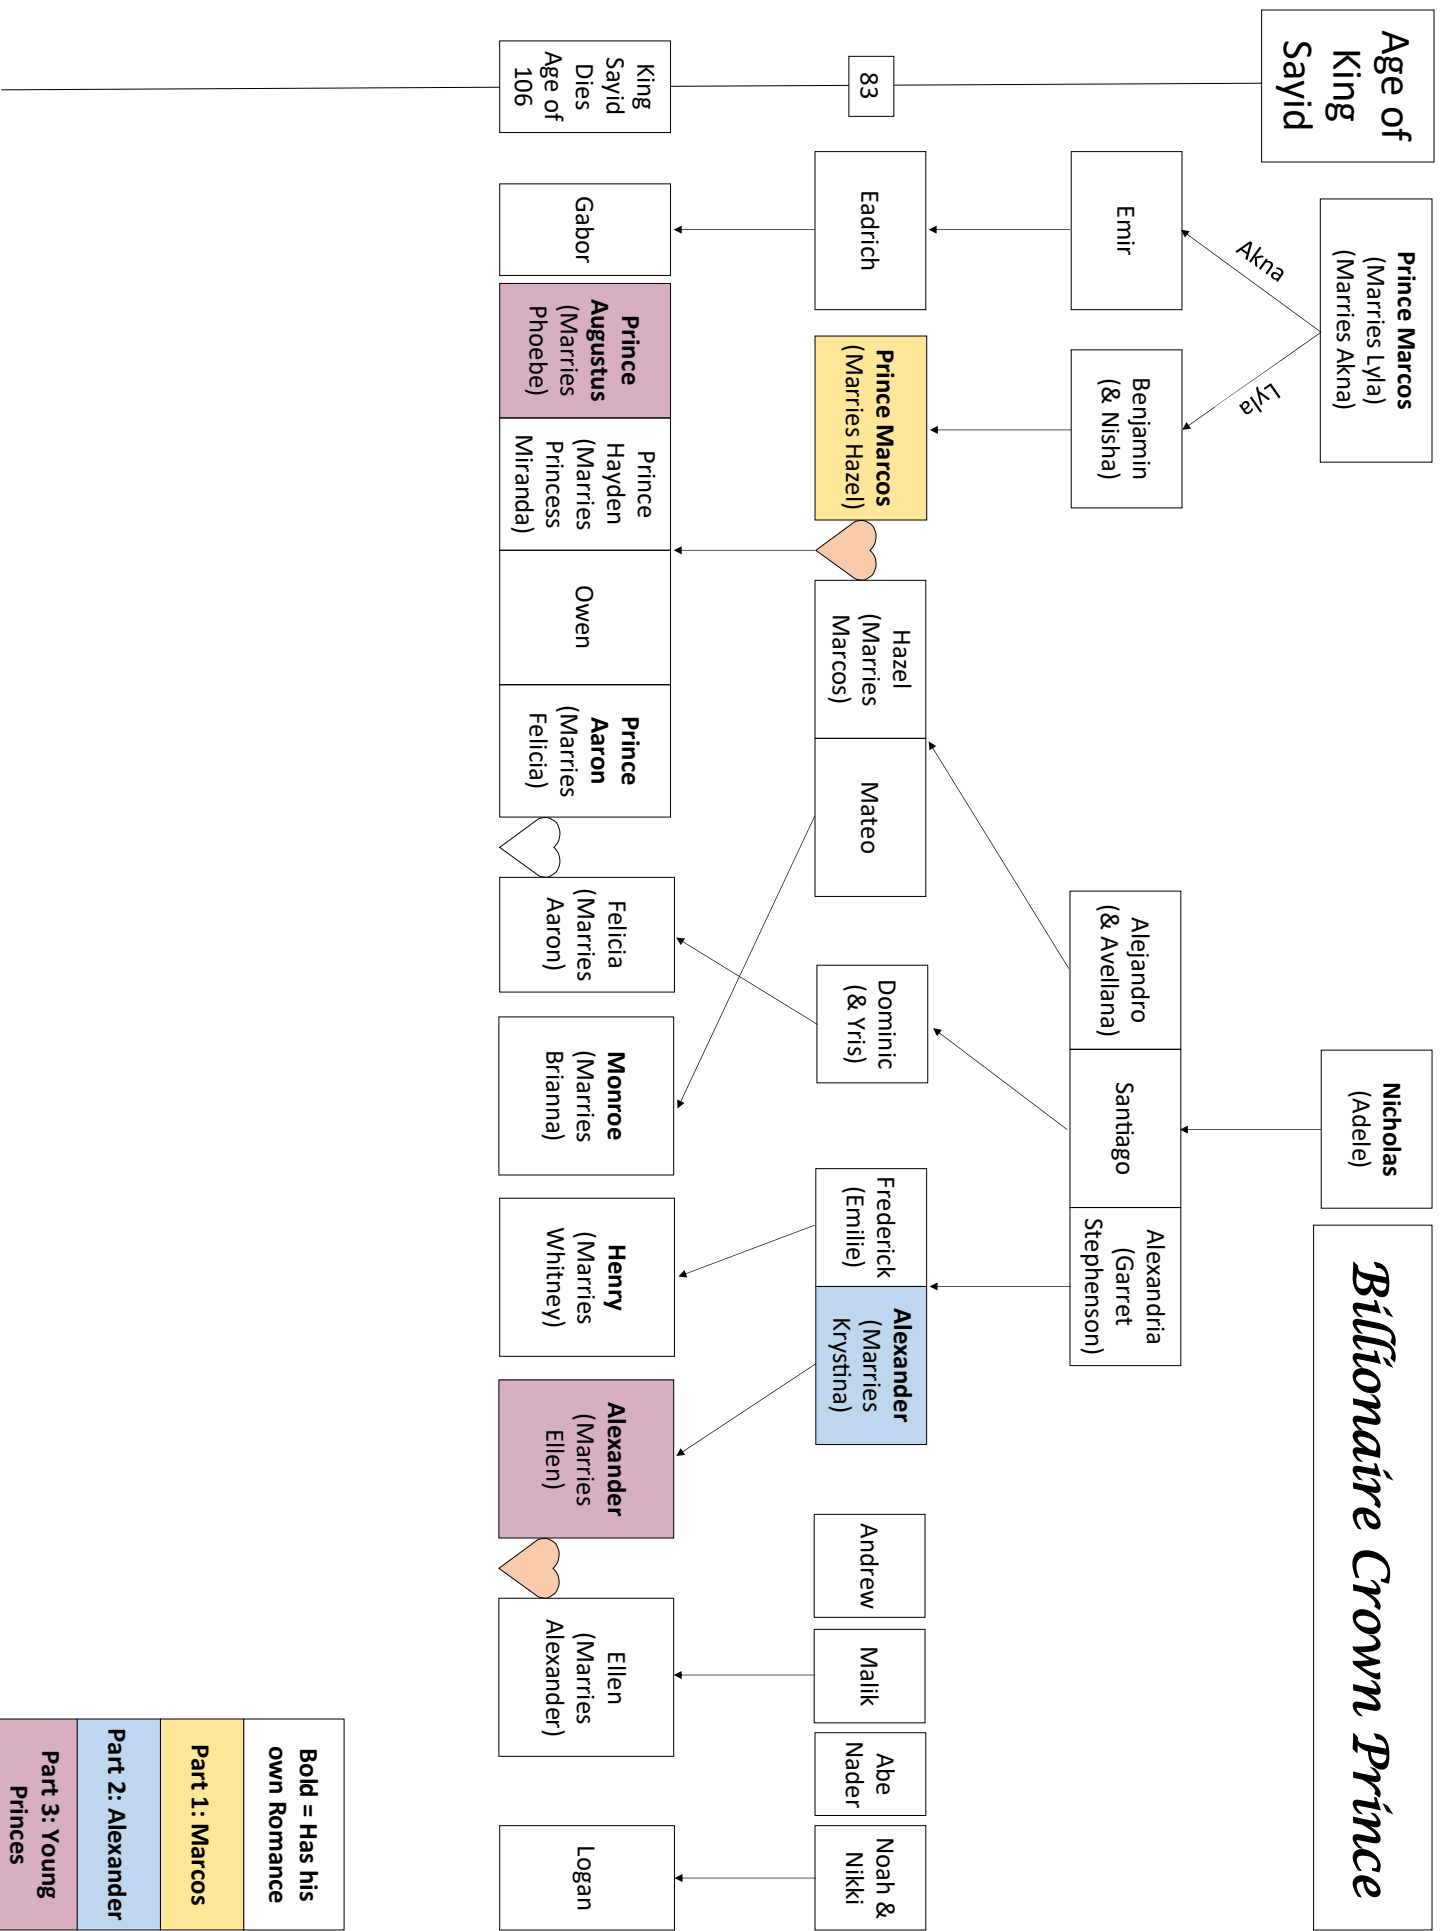 Billionaire Crown Prince
Age of
King
Sayid
Prince Marcos
(Marries Lyla)
(Marries Akna)
Nicholas
(Adele)
Akna
Lyla
Emir
Benjamin
(& Nisha)
Alejandro
(& Avellana)
Santiago
Alexandria
(Garret
Stephenson)
83
Eadrich
Prince Marcos
(Marries Hazel)
Hazel
(Marries
Marcos)
Mateo
Dominic
(& Yris)
Frederick
(Emilie)
Alexander
(Marries
Krystina)
Andrew
Malik
Abe
Nader
Noah &
Nikki
King
Sayid
Dies
Age of
106
Gabor
Prince
Augustus
(Marries
Phoebe)
Prince
Hayden
(Marries
Princess
Miranda)
Owen
Prince
Aaron
(Marries
Felicia)
Felicia
(Marries
Aaron)
Monroe
(Marries
Brianna)
Henry
(Marries
Whitney)
Alexander
(Marries
Ellen)
Ellen
(Marries
Alexander)
Logan
Bold = Has his
own Romance
Part 1: Marcos
Part 2: Alexander
Part 3: Young
Princes